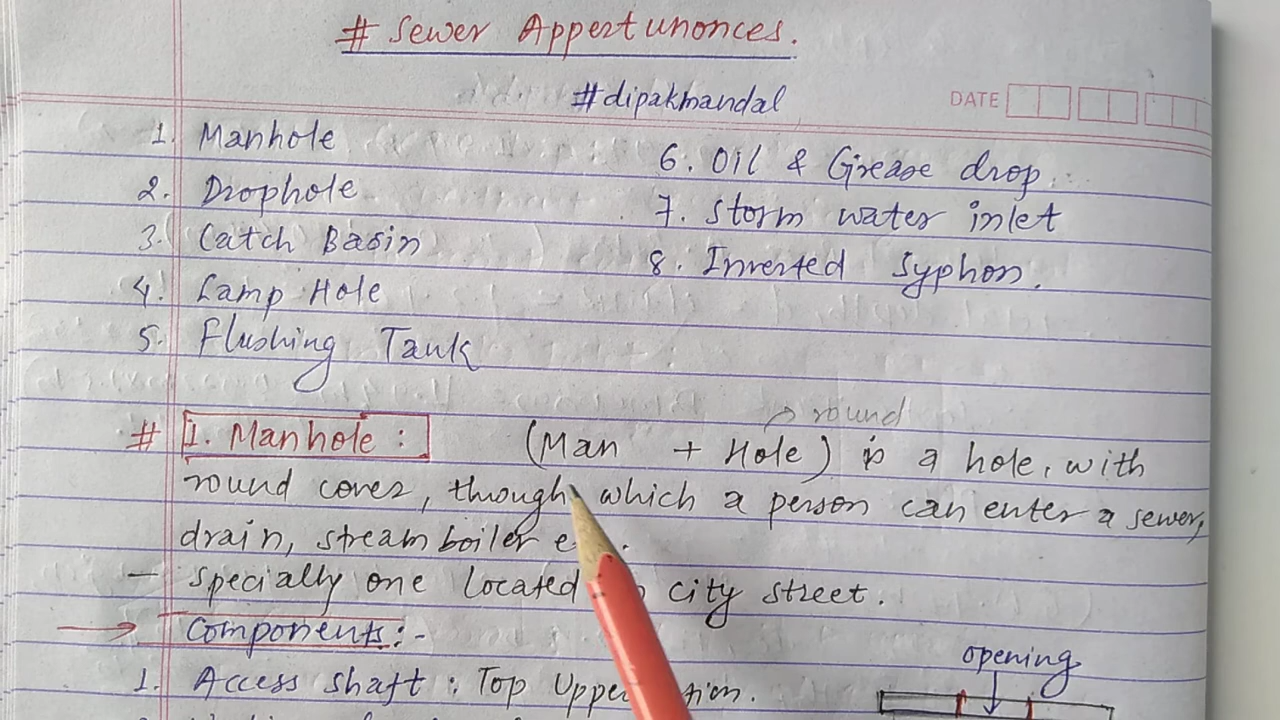 # Sewer Appertunonces.
#dipakmandal
DATE
1. Manhole
2. Drophole
3. Catch Basin
4. Lamp Hole
5. Flushing Tank
6. Oil & Grease drop
7. Storm water inlet
8. Inverted Syphon.
round
# 1. Manhole : (Man + Hole) is a hole, with
round cover, through which a person can enter a sewer,
drain, stream boiler
— Specially one located city street.
→ Components:-
opening
1. Access shaft : Top Upper